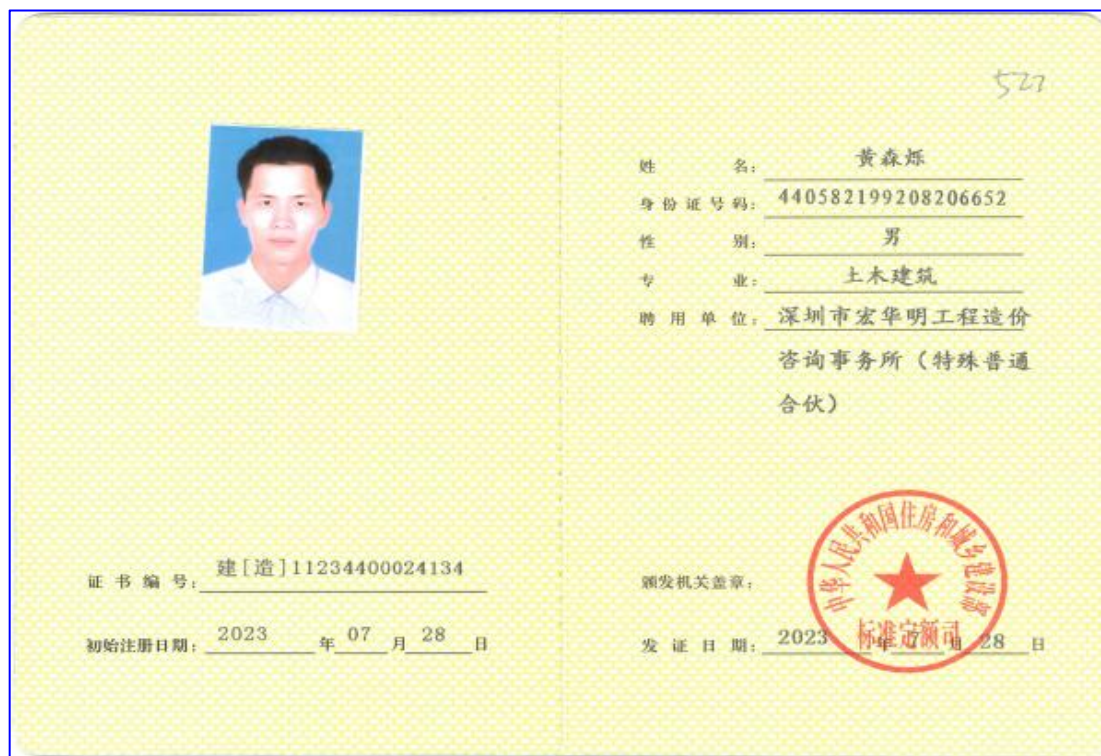 证 书 编 号: 建[造]11234400024134
初始注册日期: 2023 年 07 月 28 日
527
姓 名: 黄森烁
身份证号码: 440582199208206652
性 别: 男
专 业: 土木建筑
聘 用 单 位: 深圳市宏华明工程造价
咨询事务所（特殊普通
合伙）
颁发机关盖章:
中华人民共和国住房和城乡建设部
标准定额司
发 证 日 期: 2023 年 7 月 28 日